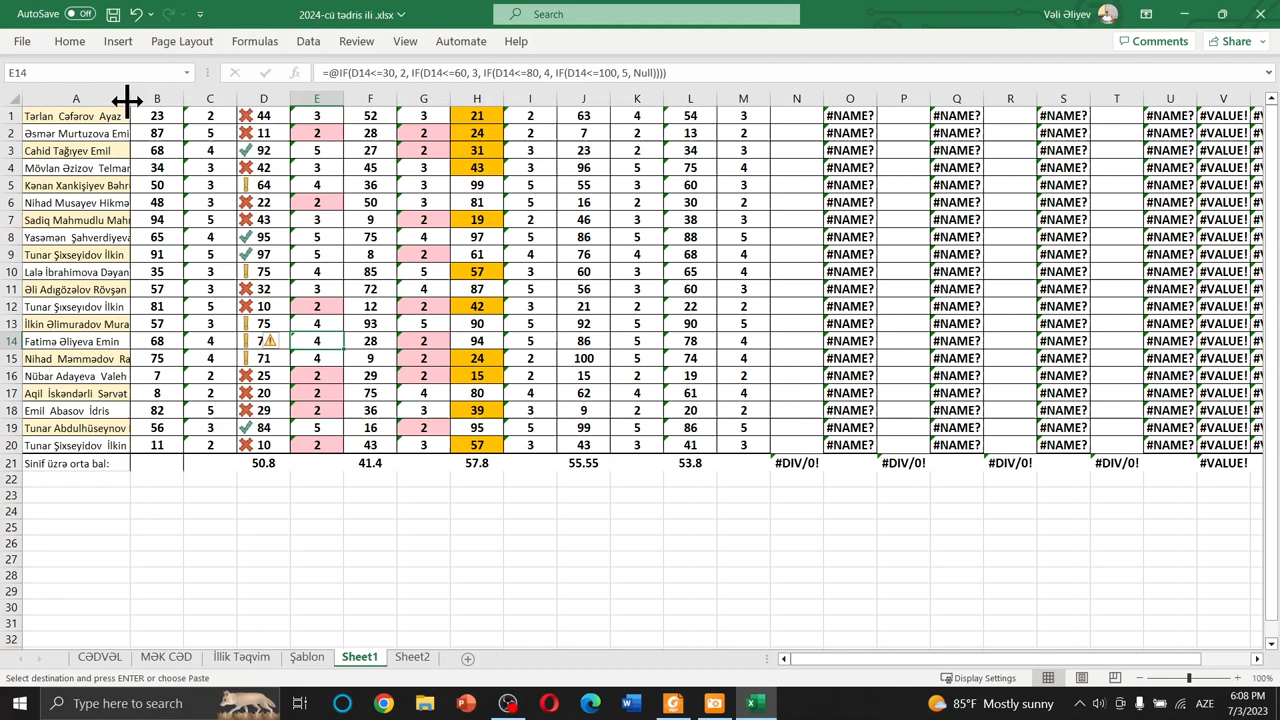 AutoSave Off 2024-cü tədris ili .xlsx Search Vəli Əliyev
File Home Insert Page Layout Formulas Data Review View Automate Help Comments Share
E14 fx =@IF(D14<=30, 2, IF(D14<=60, 3, IF(D14<=80, 4, IF(D14<=100, 5, Null))))
A B C D E F G H I J K L M N O P Q R S T U V
1 Tərlan Cəfərov Ayaz 23 2 44 3 52 3 21 2 63 4 54 3 #NAME? #NAME? #NAME? #NAME? #VALUE!
2 Əsmər Murtuzova Emi 87 5 11 2 28 2 24 2 7 2 13 2 #NAME? #NAME? #NAME? #NAME? #VALUE!
3 Cahid Tağıyev Emil 68 4 92 5 27 2 31 3 23 2 34 3 #NAME? #NAME? #NAME? #NAME? #VALUE!
4 Mövlan Əzizov Telman 34 3 42 3 45 3 43 3 96 5 75 4 #NAME? #NAME? #NAME? #NAME? #VALUE!
5 Kənan Xankişiyev Bəhr 50 3 64 4 36 3 99 5 55 3 60 3 #NAME? #NAME? #NAME? #NAME? #VALUE!
6 Nihad Musayev Hikmə 48 3 22 2 50 3 81 5 16 2 30 2 #NAME? #NAME? #NAME? #NAME? #VALUE!
7 Sadiq Mahmudlu Mahm 94 5 43 3 9 2 19 2 46 3 38 3 #NAME? #NAME? #NAME? #NAME? #VALUE!
8 Yasəmən Şahverdiyeva 65 4 95 5 75 4 97 5 86 5 88 5 #NAME? #NAME? #NAME? #NAME? #VALUE!
9 Tunar Şixseyidov İlkin 91 5 97 5 8 2 61 4 76 4 68 4 #NAME? #NAME? #NAME? #NAME? #VALUE!
10 Lalə İbrahimova Dəyan 35 3 75 4 85 5 57 3 60 3 65 4 #NAME? #NAME? #NAME? #NAME? #VALUE!
11 Əli Adıgözəlov Rövşən 57 3 32 3 72 4 87 5 56 3 60 3 #NAME? #NAME? #NAME? #NAME? #VALUE!
12 Tunar Şıxseyidov İlkin 81 5 10 2 12 2 42 3 21 2 22 2 #NAME? #NAME? #NAME? #NAME? #VALUE!
13 İlkin Əlimuradov Mura 57 3 75 4 93 5 90 5 92 5 90 5 #NAME? #NAME? #NAME? #NAME? #VALUE!
14 Fatimə Əliyeva Emin 68 4 7 4 28 2 94 5 86 5 78 4 #NAME? #NAME? #NAME? #NAME? #VALUE!
15 Nihad Məmmədov Ra 75 4 71 4 9 2 24 2 100 5 74 4 #NAME? #NAME? #NAME? #NAME? #VALUE!
16 Nübar Adayeva Valeh 7 2 25 2 29 2 15 2 15 2 19 2 #NAME? #NAME? #NAME? #NAME? #VALUE!
17 Aqil İskəndərli Sərvət 8 2 20 2 75 4 80 4 62 4 61 4 #NAME? #NAME? #NAME? #NAME? #VALUE!
18 Emil Abasov İdris 82 5 29 2 36 3 39 3 9 2 20 2 #NAME? #NAME? #NAME? #NAME? #VALUE!
19 Tunar Abdulhüseynov 56 3 84 5 16 2 95 5 99 5 86 5 #NAME? #NAME? #NAME? #NAME? #VALUE!
20 Tunar Şixseyidov İlkin 11 2 10 2 43 3 57 3 43 3 41 3 #NAME? #NAME? #NAME? #NAME? #VALUE!
21 Sinif üzrə orta bal: 50.8 41.4 57.8 55.55 53.8 #DIV/0! #DIV/0! #DIV/0! #DIV/0! #VALUE!
22
23
24
25
26
27
28
29
30
31
32
CƏDVƏL MƏK CƏD İllik Təqvim Şablon Sheet1 Sheet2
Select destination and press ENTER or choose Paste Display Settings 100%
Type here to search 85°F Mostly sunny AZE 6:08 PM
7/3/2023